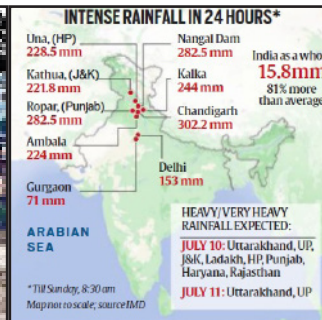 INTENSE RAINFALL IN 24 HOURS*
Una, (HP)
228.5 mm
Kathua, (J&K)
221.8 mm
Ropar, (Punjab)
282.5 mm
Ambala
224 mm
Gurgaon
71 mm
Nangal Dam
282.5 mm
Kalka
244 mm
Chandigarh
302.2 mm
Delhi
153 mm
India as a who
15.8mm
81% more
than average
ARABIAN
SEA
HEAVY/VERY HEAVY
RAINFALL EXPECTED:
JULY 10: Uttarakhand, UP,
J&K, Ladakh, HP, Punjab,
Haryana, Rajasthan
JULY 11: Uttarakhand, UP
*Till Sunday, 8:30 am
Map not to scale; source IMD